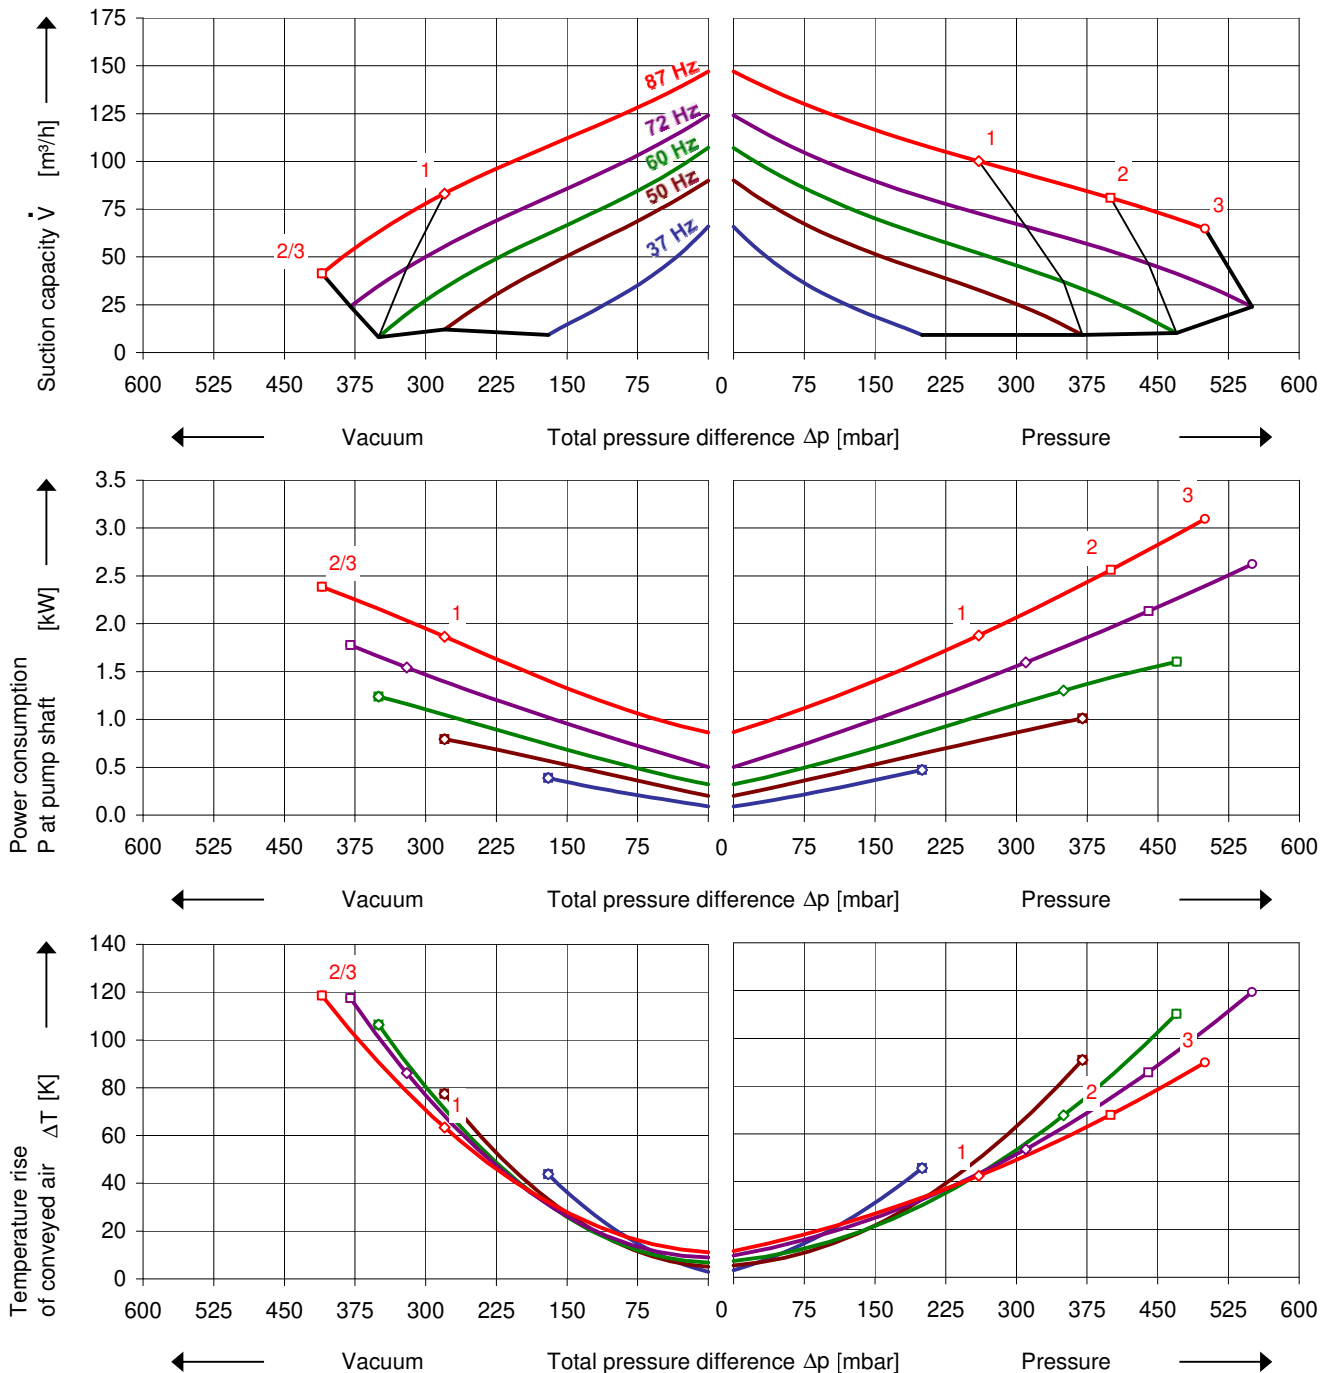 Suction capacity V̇ [m³/h]
175
150
125
100
75
50
25
0
87 Hz
72 Hz
60 Hz
50 Hz
37 Hz
1
2/3
1
2
3
600 525 450 375 300 225 150 75 0 75 150 225 300 375 450 525 600
Vacuum Total pressure difference Δp [mbar] Pressure
Power consumption
P at pump shaft [kW]
3.5
3.0
2.5
2.0
1.5
1.0
0.5
0.0
2/3
1
1
2
3
600 525 450 375 300 225 150 75 0 75 150 225 300 375 450 525 600
Vacuum Total pressure difference Δp [mbar] Pressure
Temperature rise
of conveyed air ΔT [K]
140
120
100
80
60
40
20
0
2/3
1
1
2
3
600 525 450 375 300 225 150 75 0 75 150 225 300 375 450 525 600
Vacuum Total pressure difference Δp [mbar] Pressure